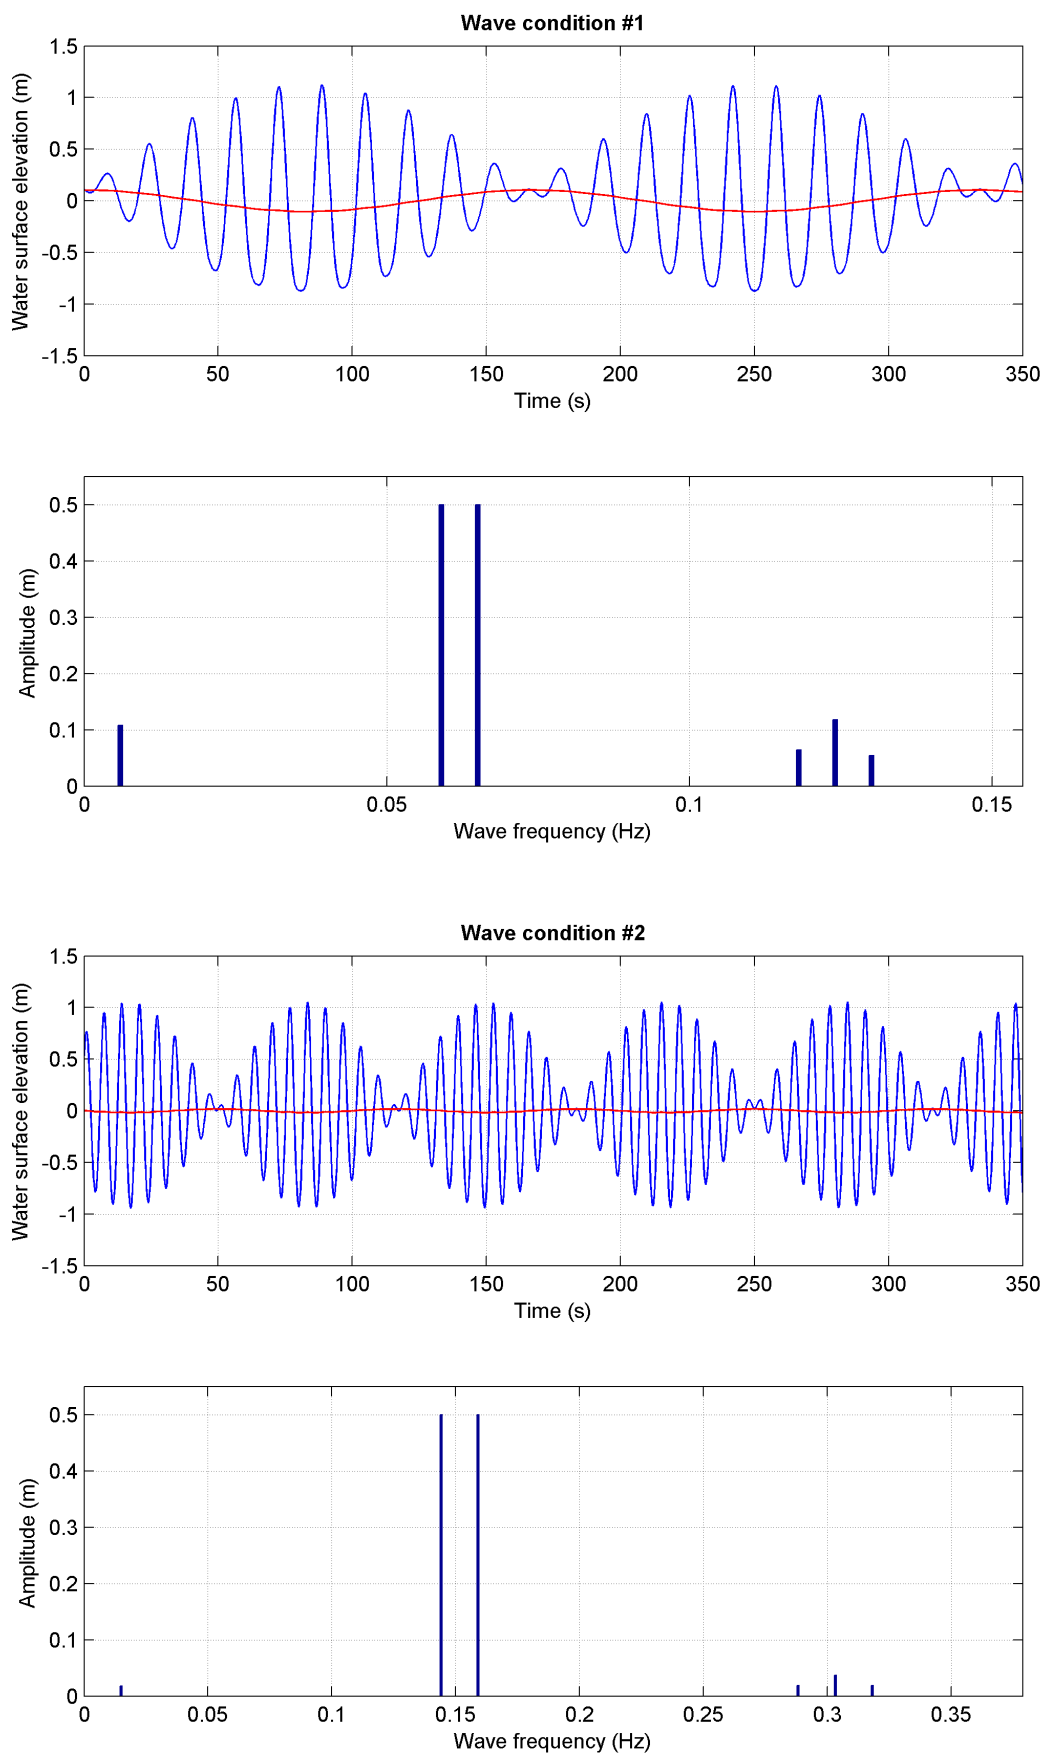 Wave condition #1
Water surface elevation (m)
1.5
1
0.5
0
-0.5
-1
-1.5
0 50 100 150 200 250 300 350
Time (s)
Amplitude (m)
0.5
0.4
0.3
0.2
0.1
0
0 0.05 0.1 0.15
Wave frequency (Hz)
Wave condition #2
Water surface elevation (m)
1.5
1
0.5
0
-0.5
-1
-1.5
0 50 100 150 200 250 300 350
Time (s)
Amplitude (m)
0.5
0.4
0.3
0.2
0.1
0
0 0.05 0.1 0.15 0.2 0.25 0.3 0.35
Wave frequency (Hz)